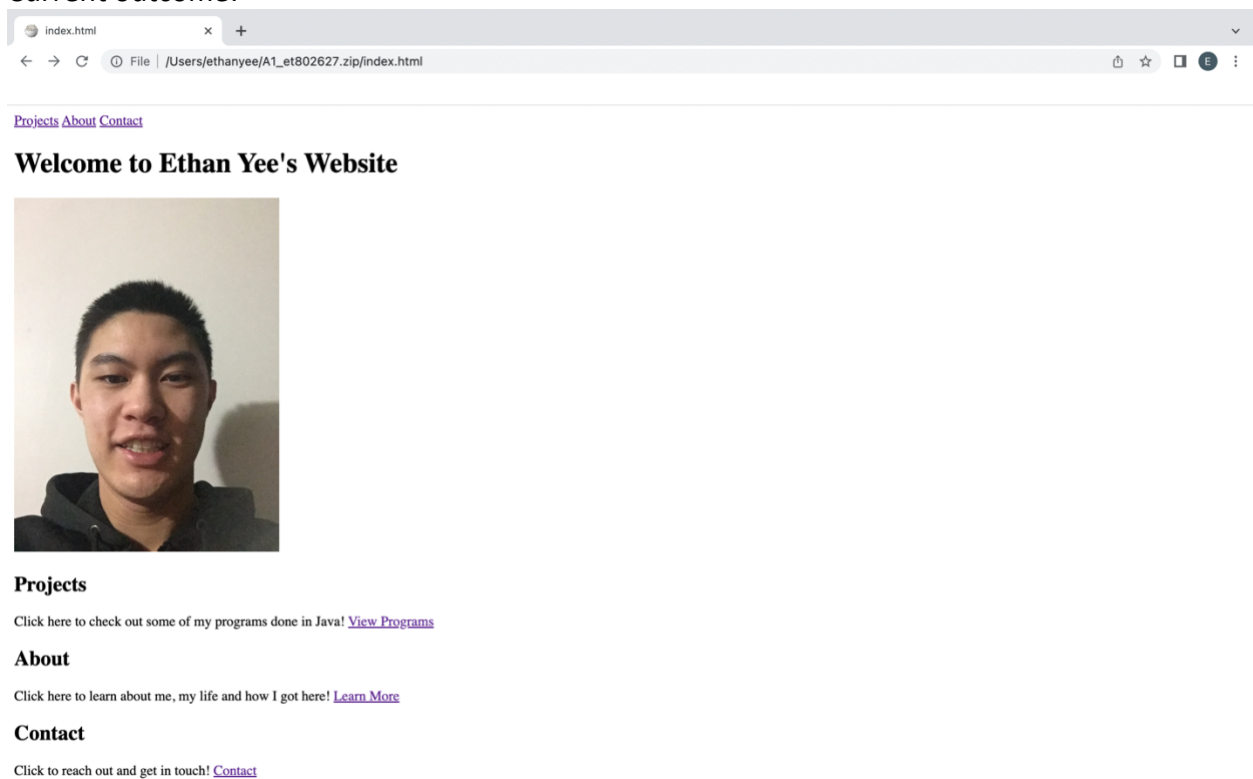 Current outcome:
index.html
File | /Users/ethanyee/A1_et802627.zip/index.html
E
Projects About Contact
Welcome to Ethan Yee's Website
Projects
Click here to check out some of my programs done in Java! View Programs
About
Click here to learn about me, my life and how I got here! Learn More
Contact
Click to reach out and get in touch! Contact